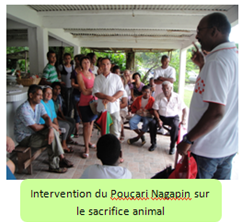 Intervention du Poucari Nagapin sur
le sacrifice animal